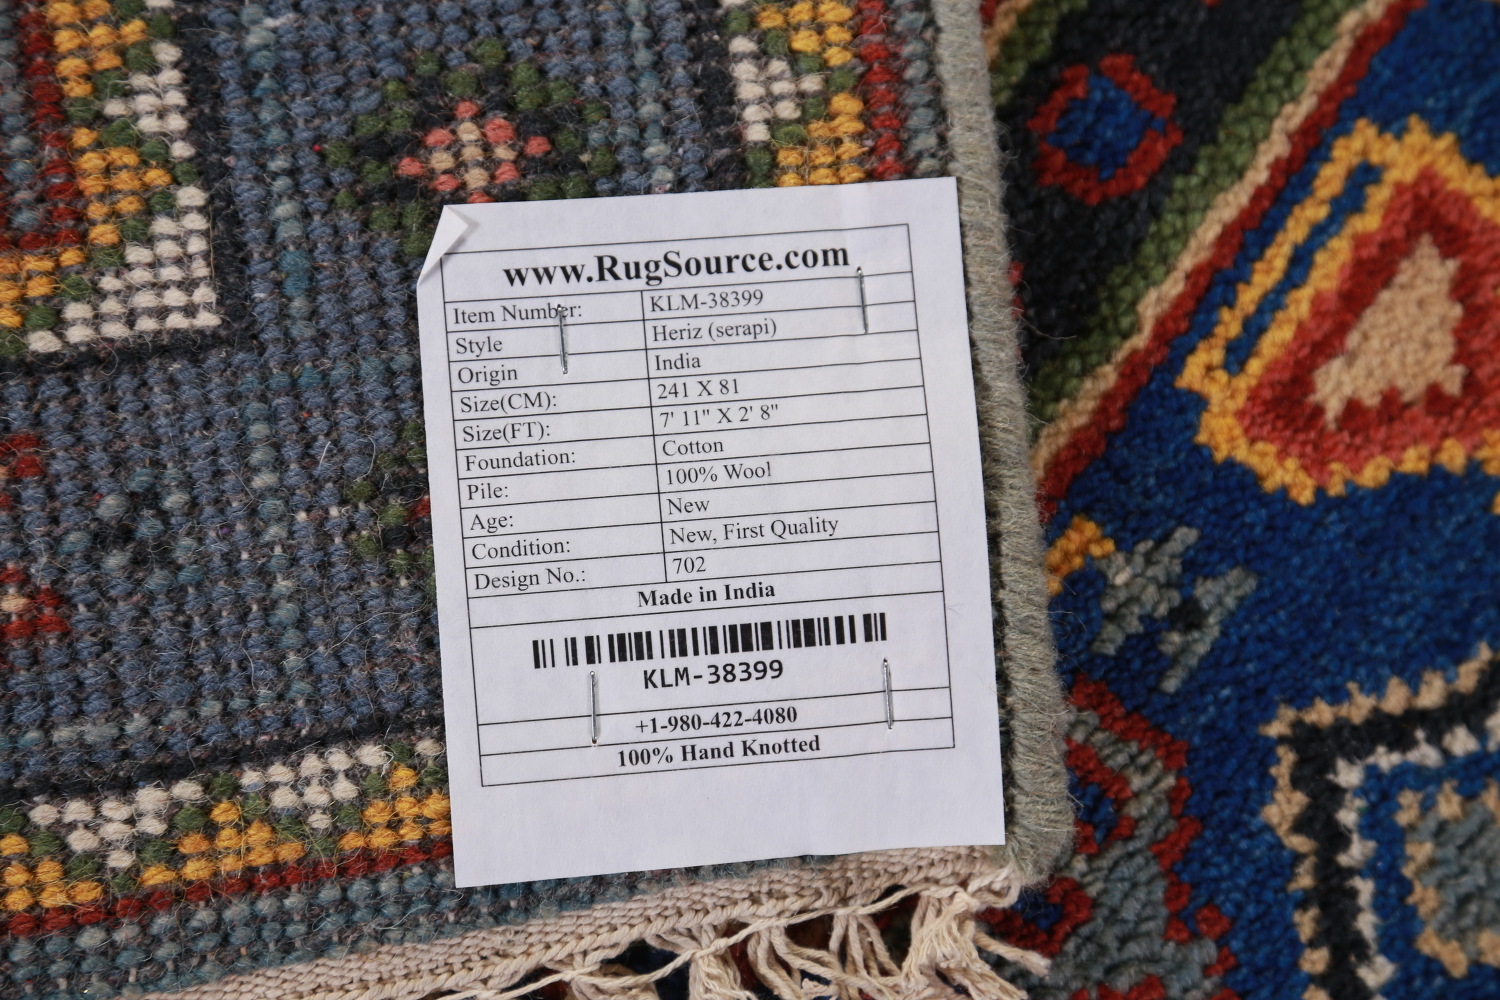 www.RugSource.com
Item Number: KLM-38399
Style Heriz (serapi)
Origin India
Size(CM): 241 X 81
Size(FT): 7' 11" X 2' 8"
Foundation: Cotton
Pile: 100% Wool
Age: New
Condition: New, First Quality
Design No.: 702
Made in India
KLM-38399
+1-980-422-4080
100% Hand Knotted